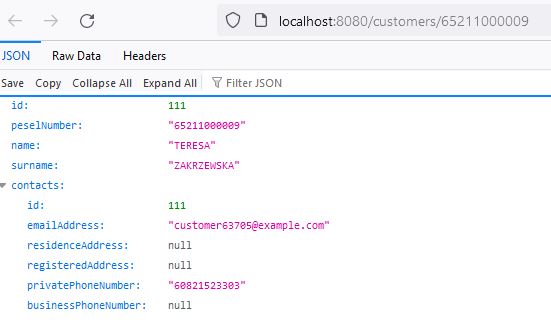 localhost:8080/customers/65211000009
JSON Raw Data Headers
Save Copy Collapse All Expand All Filter JSON
id: 111
peselNumber: "65211000009"
name: "TERESA"
surname: "ZAKRZEWSKA"
contacts:
id: 111
emailAddress: "customer63705@example.com"
residenceAddress: null
registeredAddress: null
privatePhoneNumber: "60821523303"
businessPhoneNumber: null